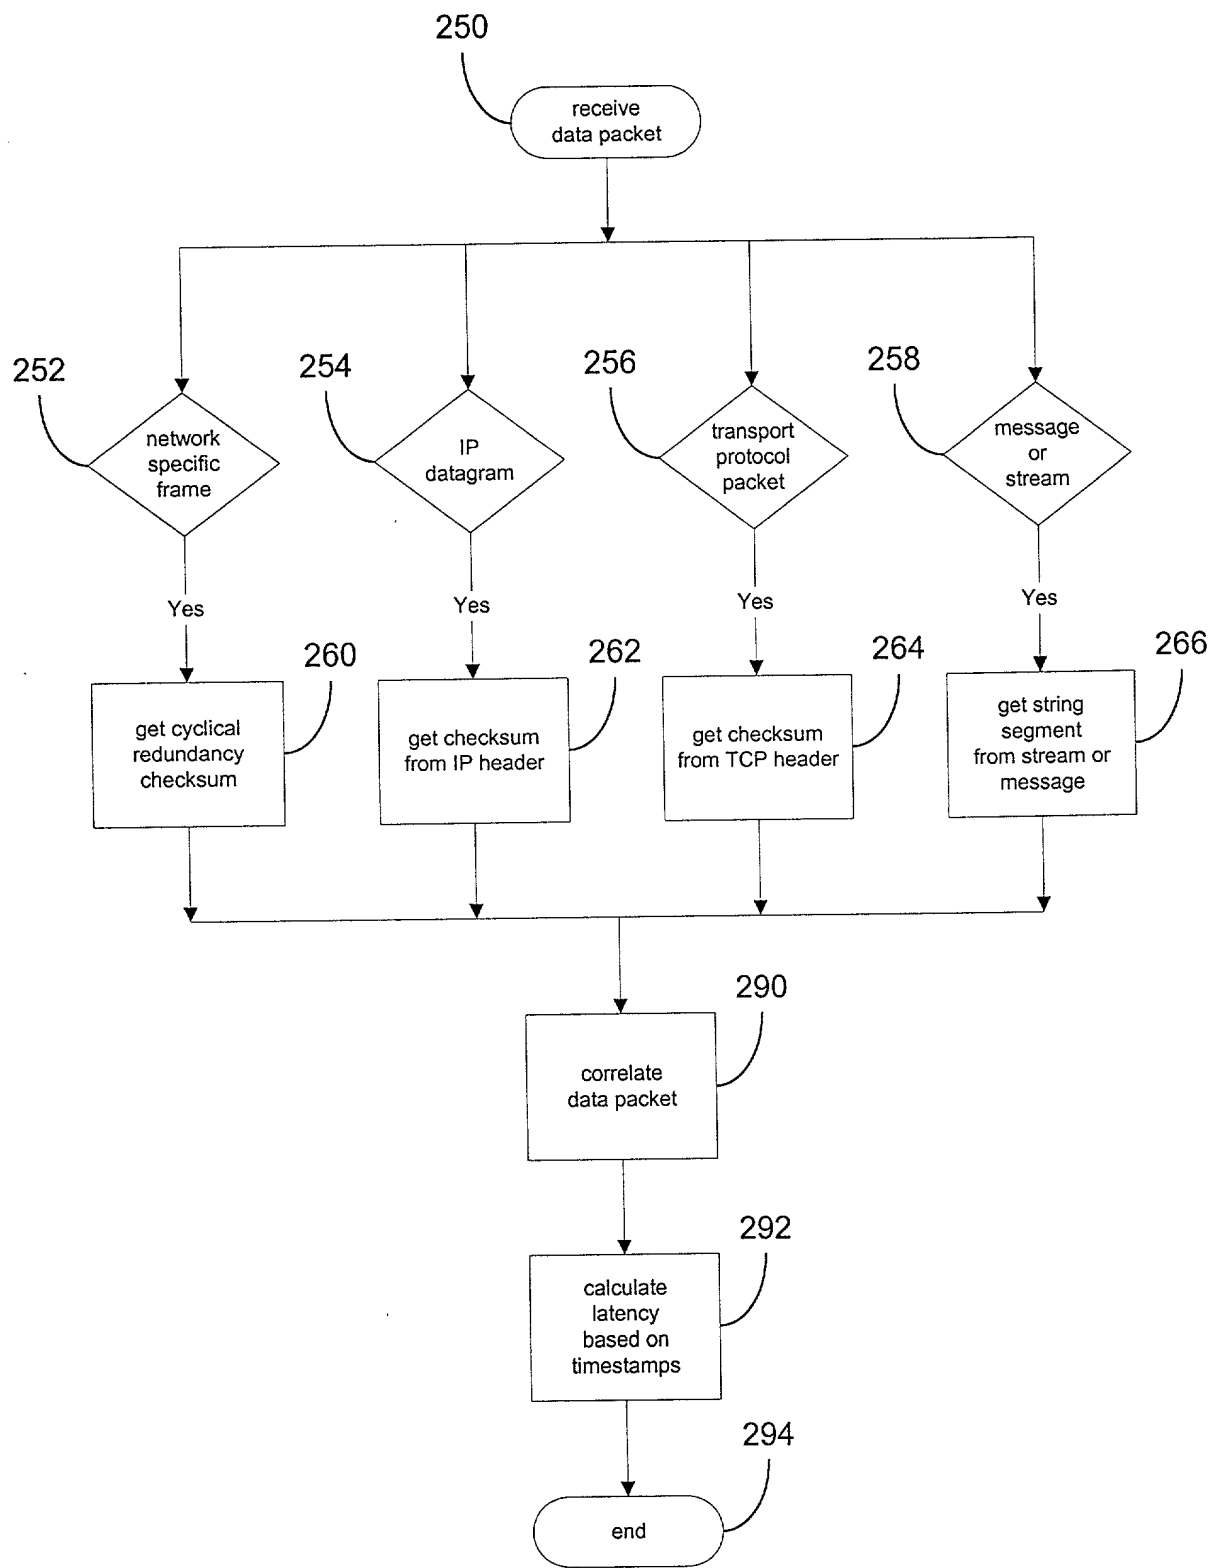 250
receive
data packet
252
254
256
258
network
specific
frame
IP
datagram
transport
protocol
packet
message
or
stream
Yes
Yes
Yes
Yes
260
262
264
266
get cyclical
redundancy
checksum
get checksum
from IP header
get checksum
from TCP header
get string
segment
from stream or
message
290
correlate
data packet
292
calculate
latency
based on
timestamps
294
end